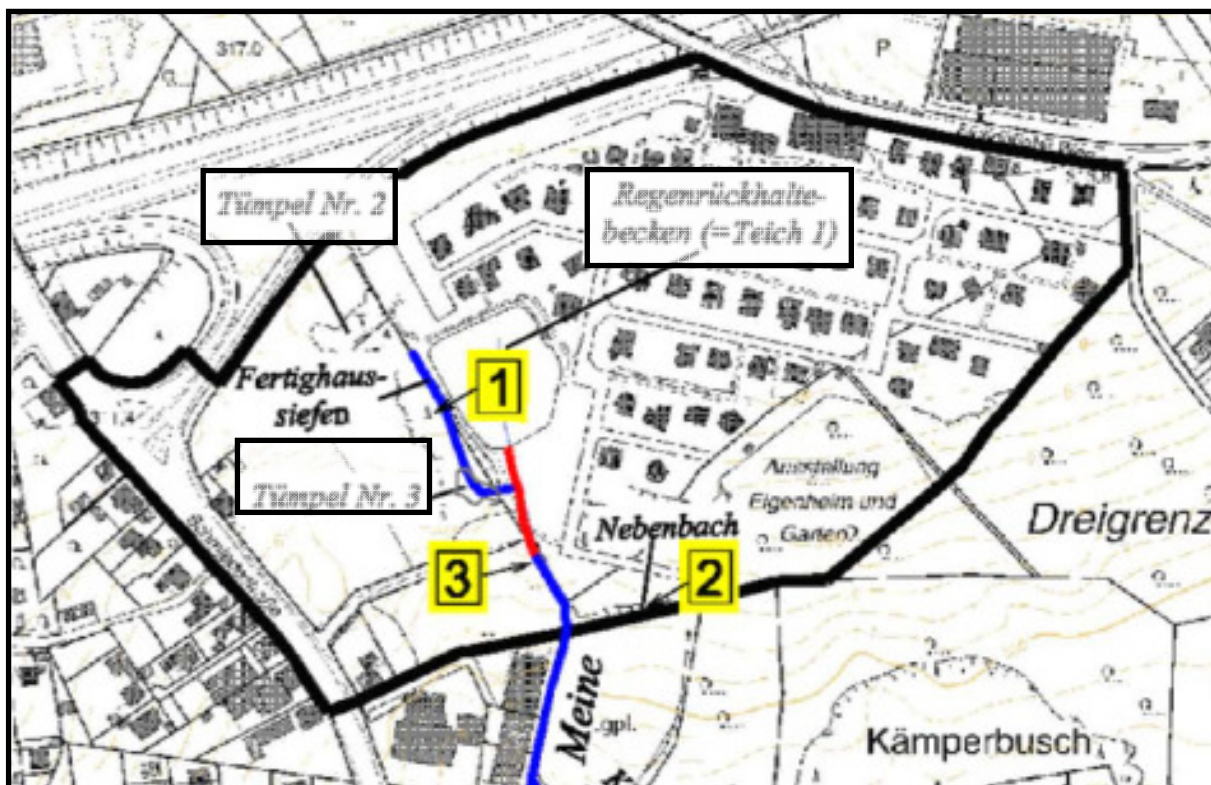 317.0
P
Tümpel Nr. 2
Regenrückhalte-
becken (=Teich 1)
Fertighaus-
siefen
1
Tümpel Nr. 3
Ausstellung
Eigenheim und
Garten
Nebenbach
Dreigrenz
3
2
Meine
gpl.
Kämperbusch